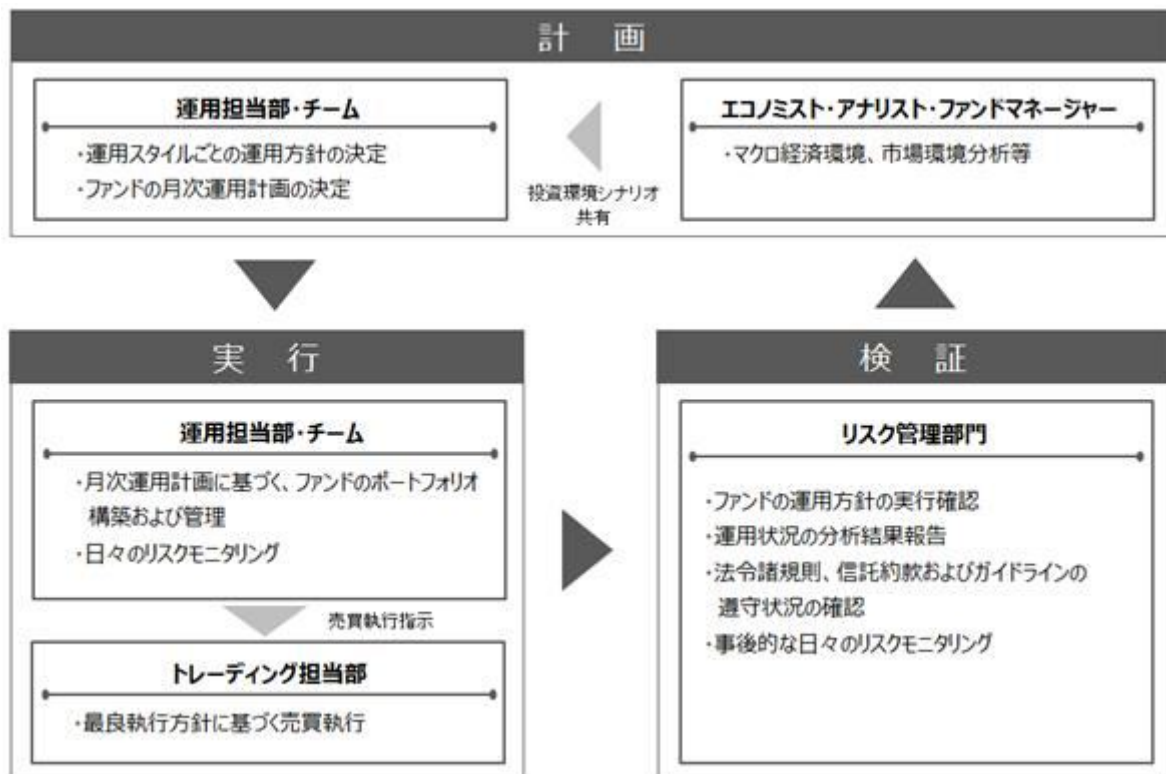 計 画
運用担当部・チーム
・運用スタイルごとの運用方針の決定
・ファンドの月次運用計画の決定
投資環境シナリオ
共有
エコノミスト・アナリスト・ファンドマネージャー
・マクロ経済環境、市場環境分析等
実 行
運用担当部・チーム
・月次運用計画に基づく、ファンドのポートフォリオ
構築および管理
・日々のリスクモニタリング
売買執行指示
トレーディング担当部
・最良執行方針に基づく売買執行
検 証
リスク管理部門
・ファンドの運用方針の実行確認
・運用状況の分析結果報告
・法令諸規則、信託約款およびガイドラインの
遵守状況の確認
・事後的な日々のリスクモニタリング